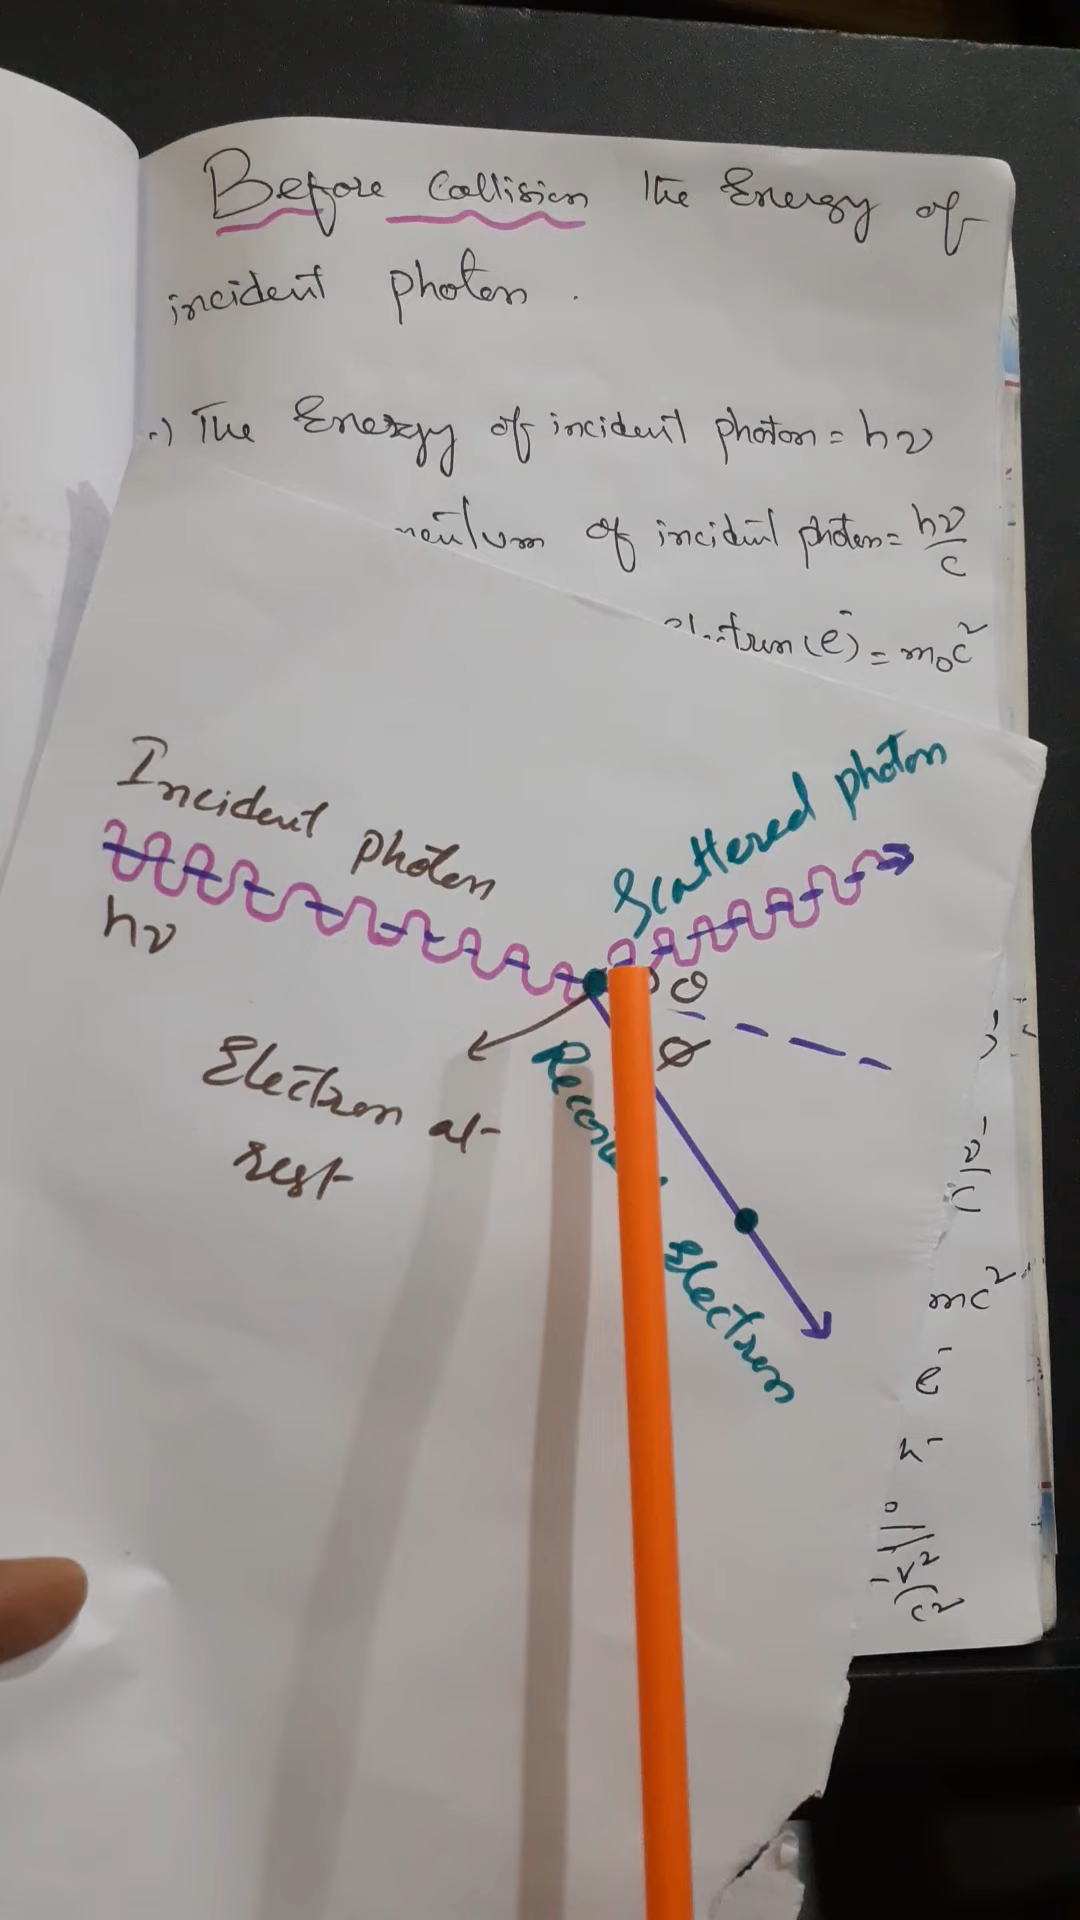 Before Collision the Energy of
incident photon.
.) The Energy of incident photon = hν
of incident photon = hν/c
(e⁻) = m₀c²
Incident photon
hν
Scattered photon
θ
φ
Electron at
rest
Electron
mc²
e⁻